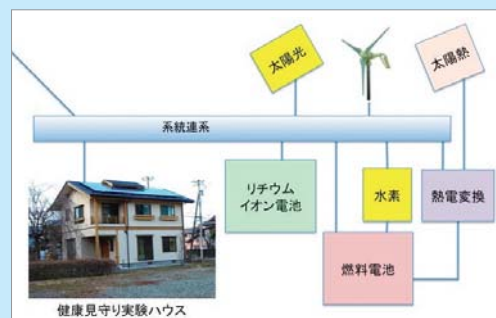 太陽光
太陽熱
系統連系
リチウム
イオン電池
水素
熱電変換
燃料電池
健康見守り実験ハウス